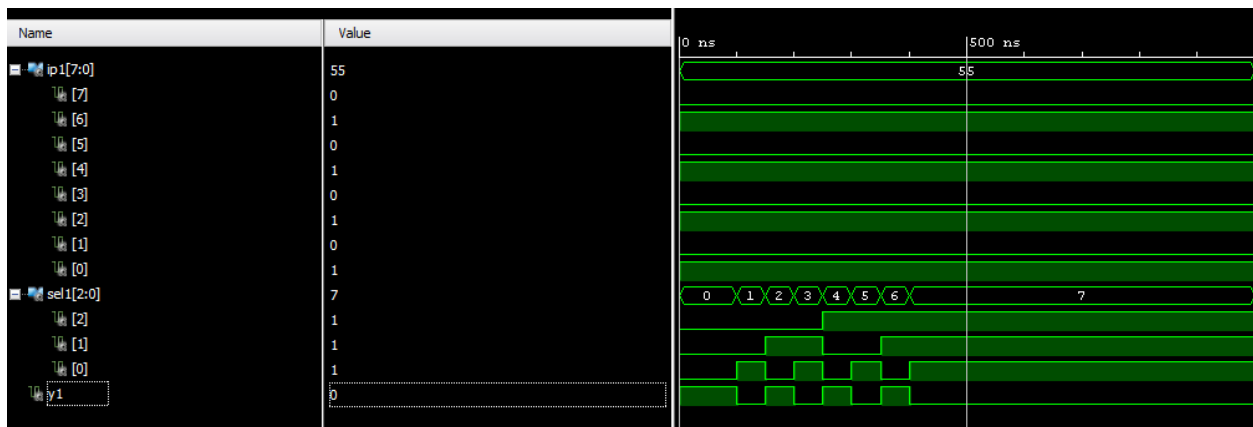 Name Value
0 ns 500 ns
ip1[7:0] 55 55
[7] 0
[6] 1
[5] 0
[4] 1
[3] 0
[2] 1
[1] 0
[0] 1
sel1[2:0] 7 0 1 2 3 4 5 6 7
[2] 1
[1] 1
[0] 1
y1 0